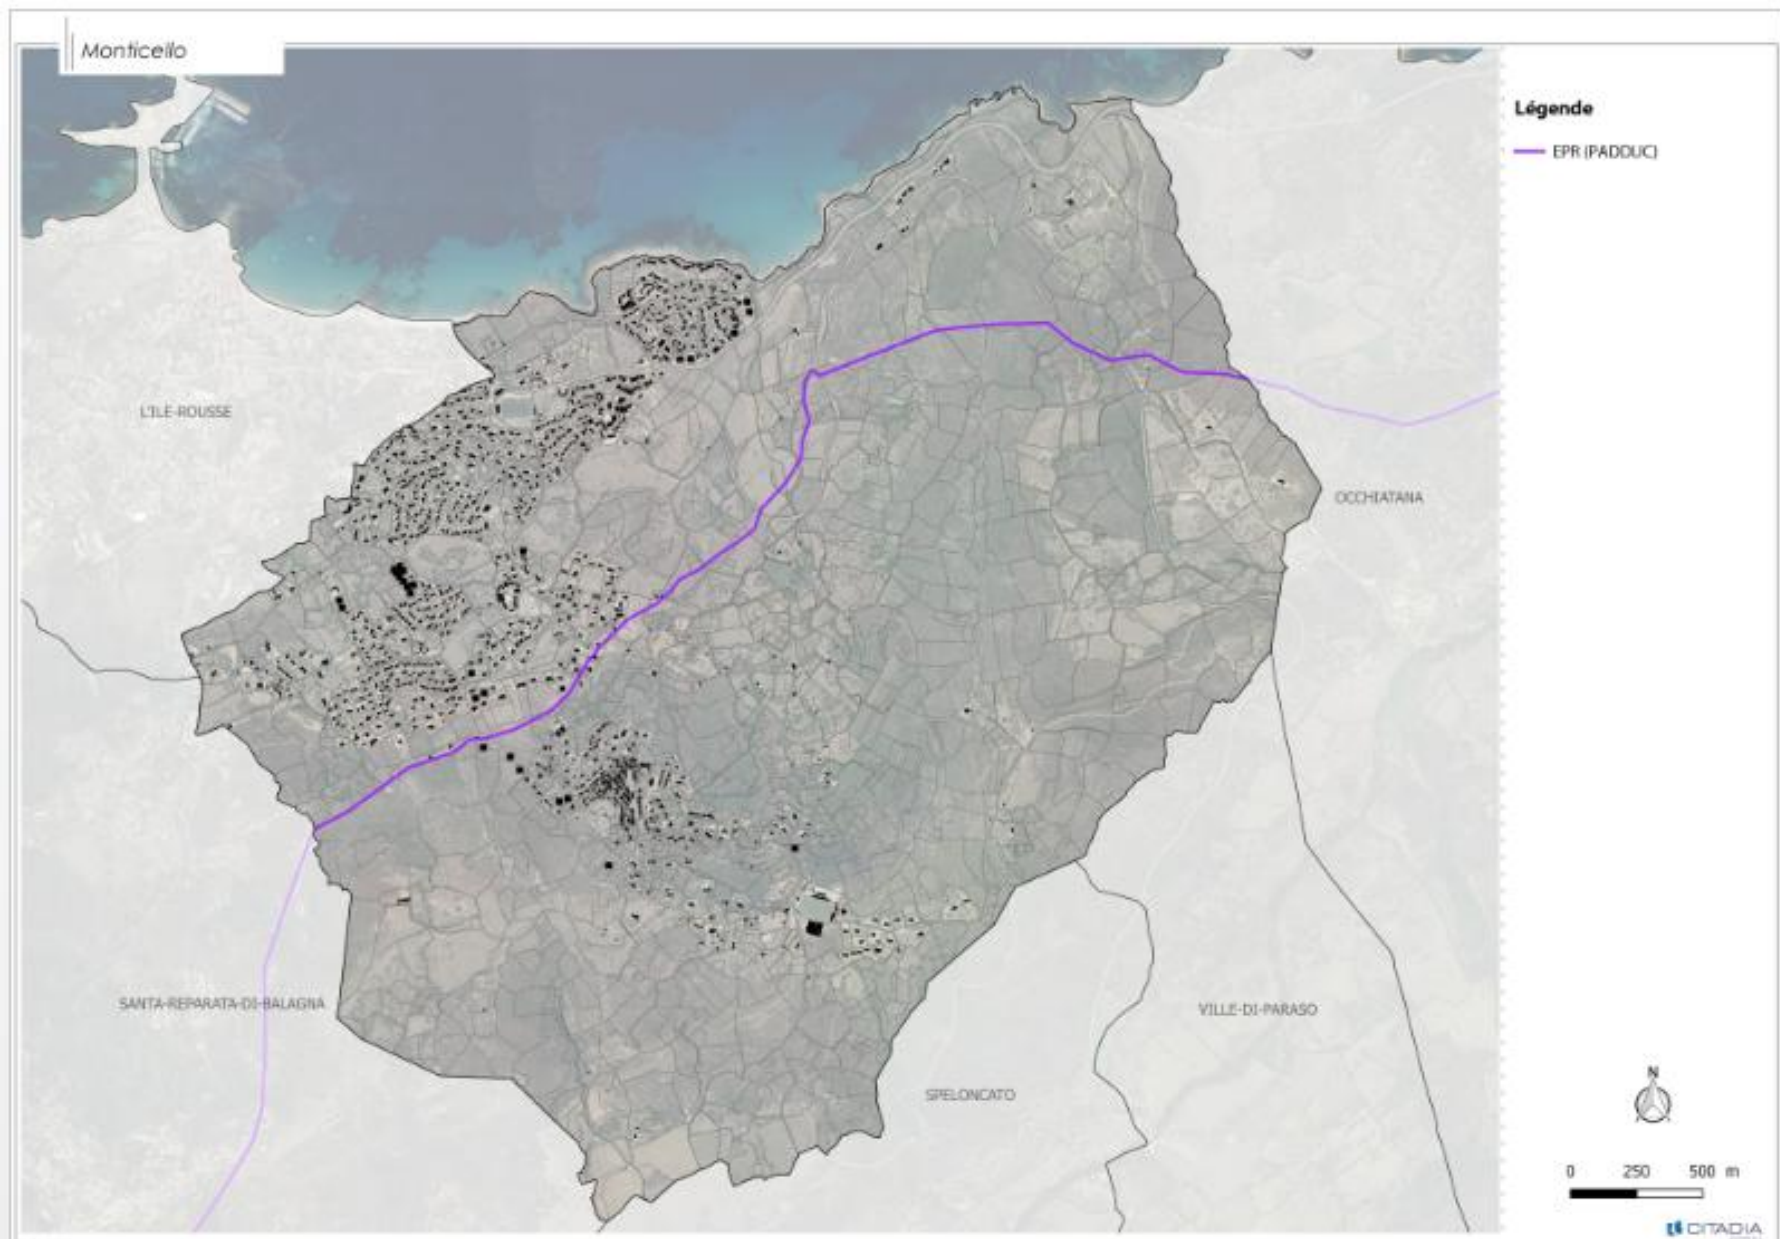 Monticello
Légende
EPR (PADDUC)
L'ILE-ROUSSE
OCCHIATANA
SANTA-REPARATA-DI-BALAGNA
VILLE-DI-PARASO
SPELONCATO
N
0 250 500 m
CITADIA